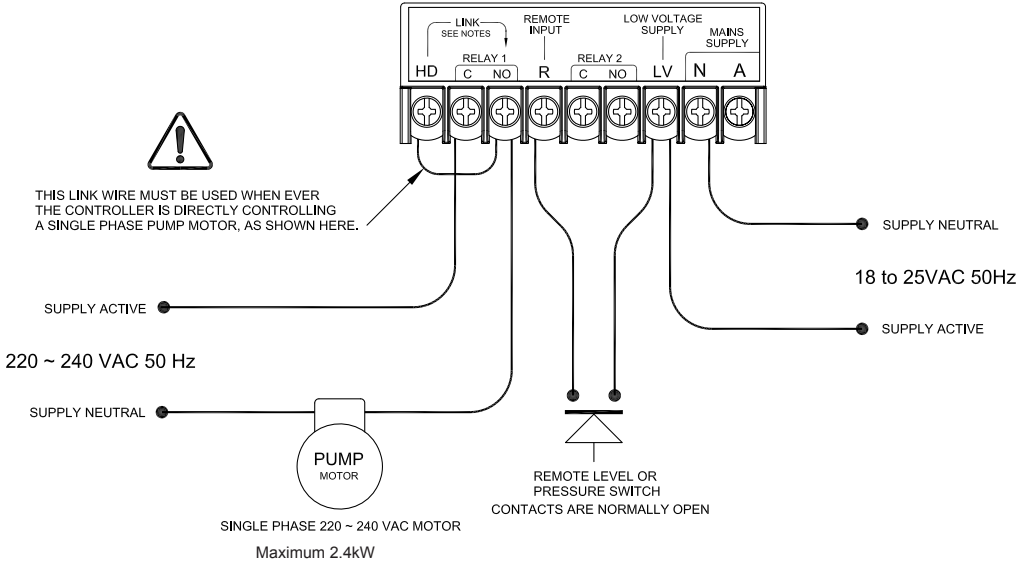 LINK
SEE NOTES
REMOTE
INPUT
LOW VOLTAGE
SUPPLY
MAINS
SUPPLY
RELAY 1
RELAY 2
HD C NO R C NO LV N A
THIS LINK WIRE MUST BE USED WHEN EVER
THE CONTROLLER IS DIRECTLY CONTROLLING
A SINGLE PHASE PUMP MOTOR, AS SHOWN HERE.
SUPPLY NEUTRAL
18 to 25VAC 50Hz
SUPPLY ACTIVE
SUPPLY ACTIVE
220 ~ 240 VAC 50 Hz
SUPPLY NEUTRAL
PUMP
MOTOR
SINGLE PHASE 220 ~ 240 VAC MOTOR
Maximum 2.4kW
REMOTE LEVEL OR
PRESSURE SWITCH
CONTACTS ARE NORMALLY OPEN